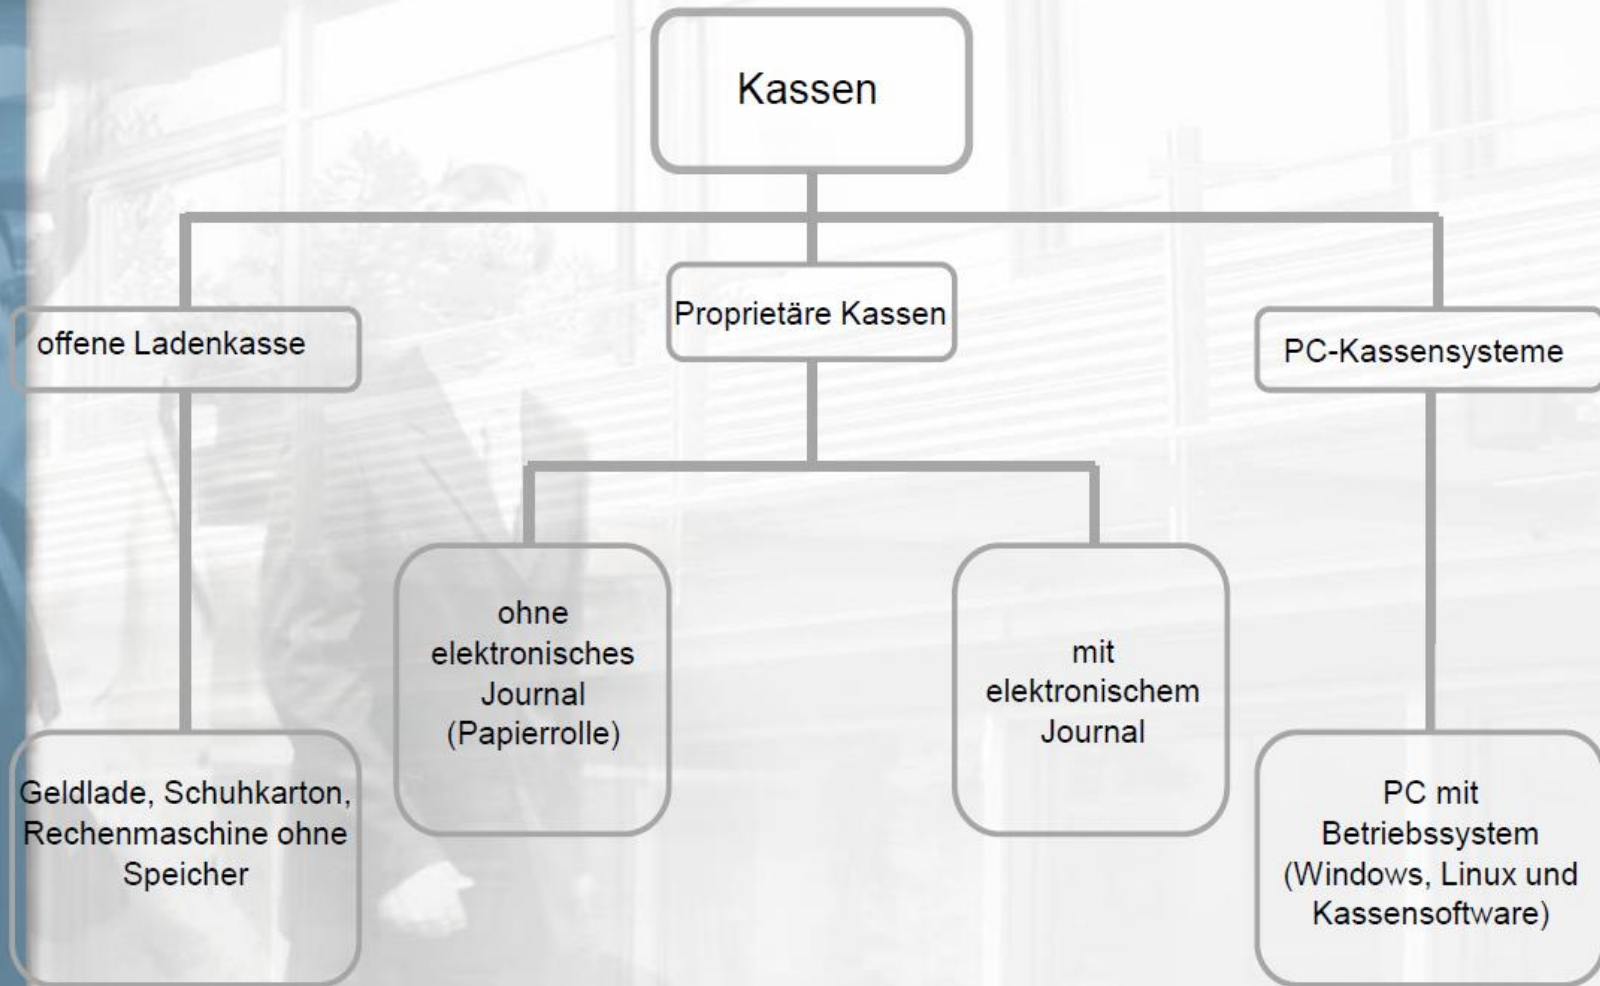 Kassen
offene Ladenkasse
Proprietäre Kassen
PC-Kassensysteme
ohne
elektronisches
Journal
(Papierrolle)
mit
elektronischem
Journal
Geldlade, Schuhkarton,
Rechenmaschine ohne
Speicher
PC mit
Betriebssystem
(Windows, Linux und
Kassensoftware)